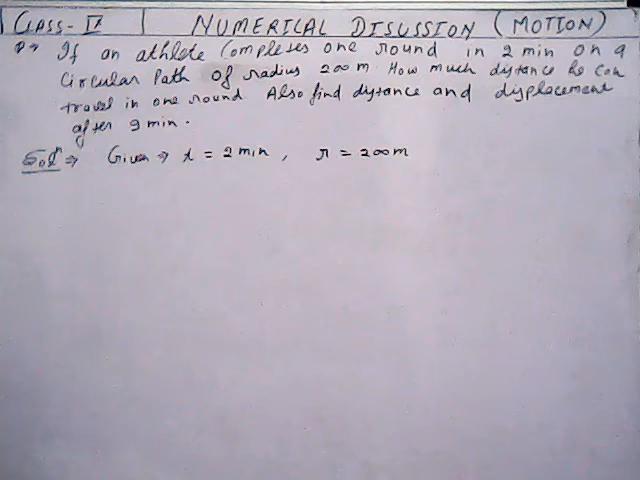 CLASS-IX NUMERICAL DISUSSION (MOTION)
Q⇒ If an athlete Completes one round in 2 min on a
Circular Path of radius 200 m. How much distance he can
travel in one round Also find distance and displacement
after 9 min.
Solⁿ⇒ Given ⇒ t = 2 min, r = 200 m